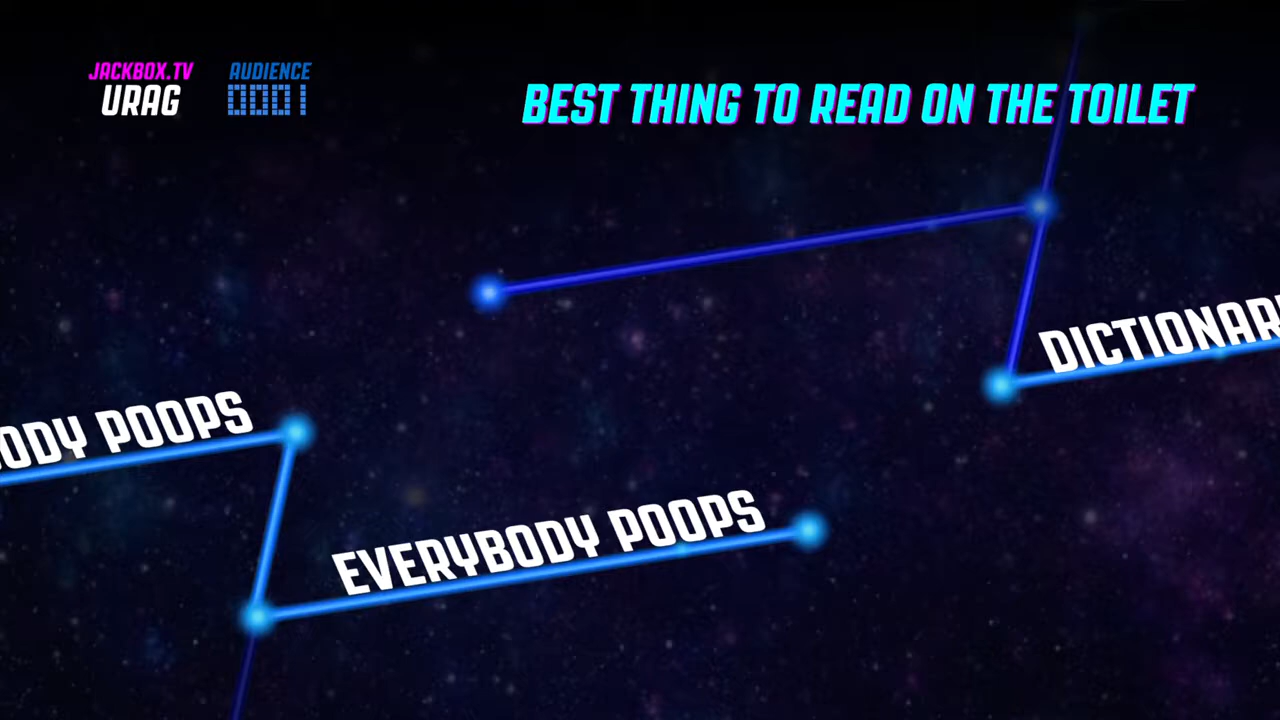 JACKBOX.TV
URAG
AUDIENCE
0001
BEST THING TO READ ON THE TOILET
DICTIONAR
ODY POOPS
EVERYBODY POOPS